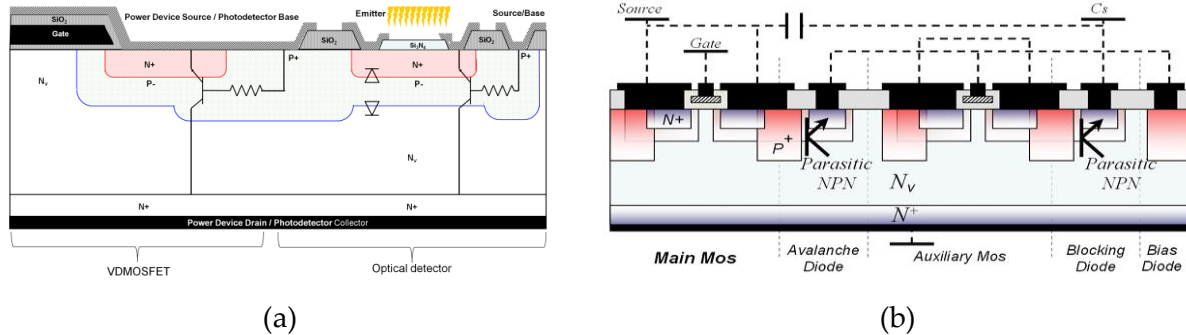 Power Device Source / Photodetector Base
Emitter
Source/Base
SiO₂
Gate
SiO₂
Si₃N₄
SiO₂
P+
P+
N+
N+
Nᵥ
P-
P-
Nᵥ
N+
N+
Power Device Drain / Photodetector Collector
VDMOSFET
Optical detector
(a)
Source
Cs
Gate
N+
P+
Parasitic
NPN
Nᵥ
Parasitic
NPN
N⁺
Main Mos
Avalanche
Diode
Auxiliary Mos
Blocking
Diode
Bias
Diode
(b)